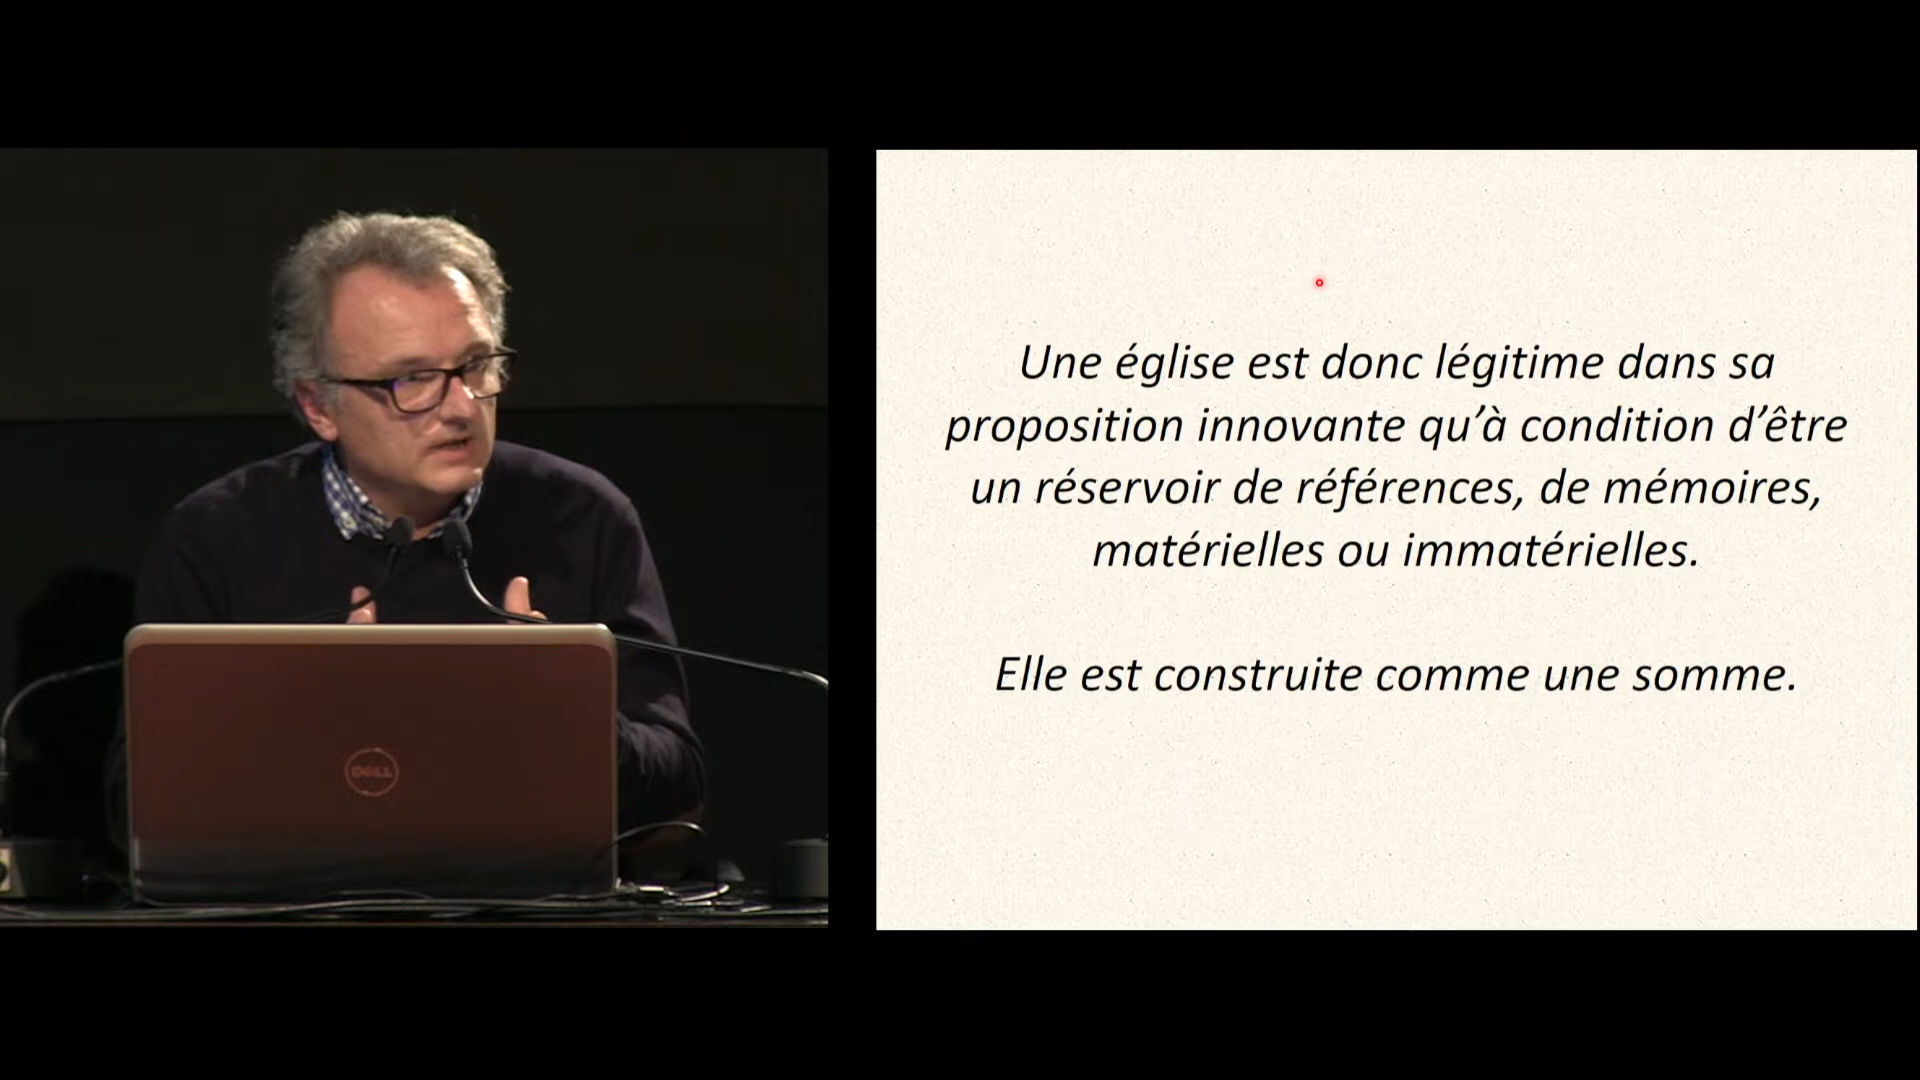 Une église est donc légitime dans sa
proposition innovante qu’à condition d’être
un réservoir de références, de mémoires,
matérielles ou immatérielles.
Elle est construite comme une somme.
DELL